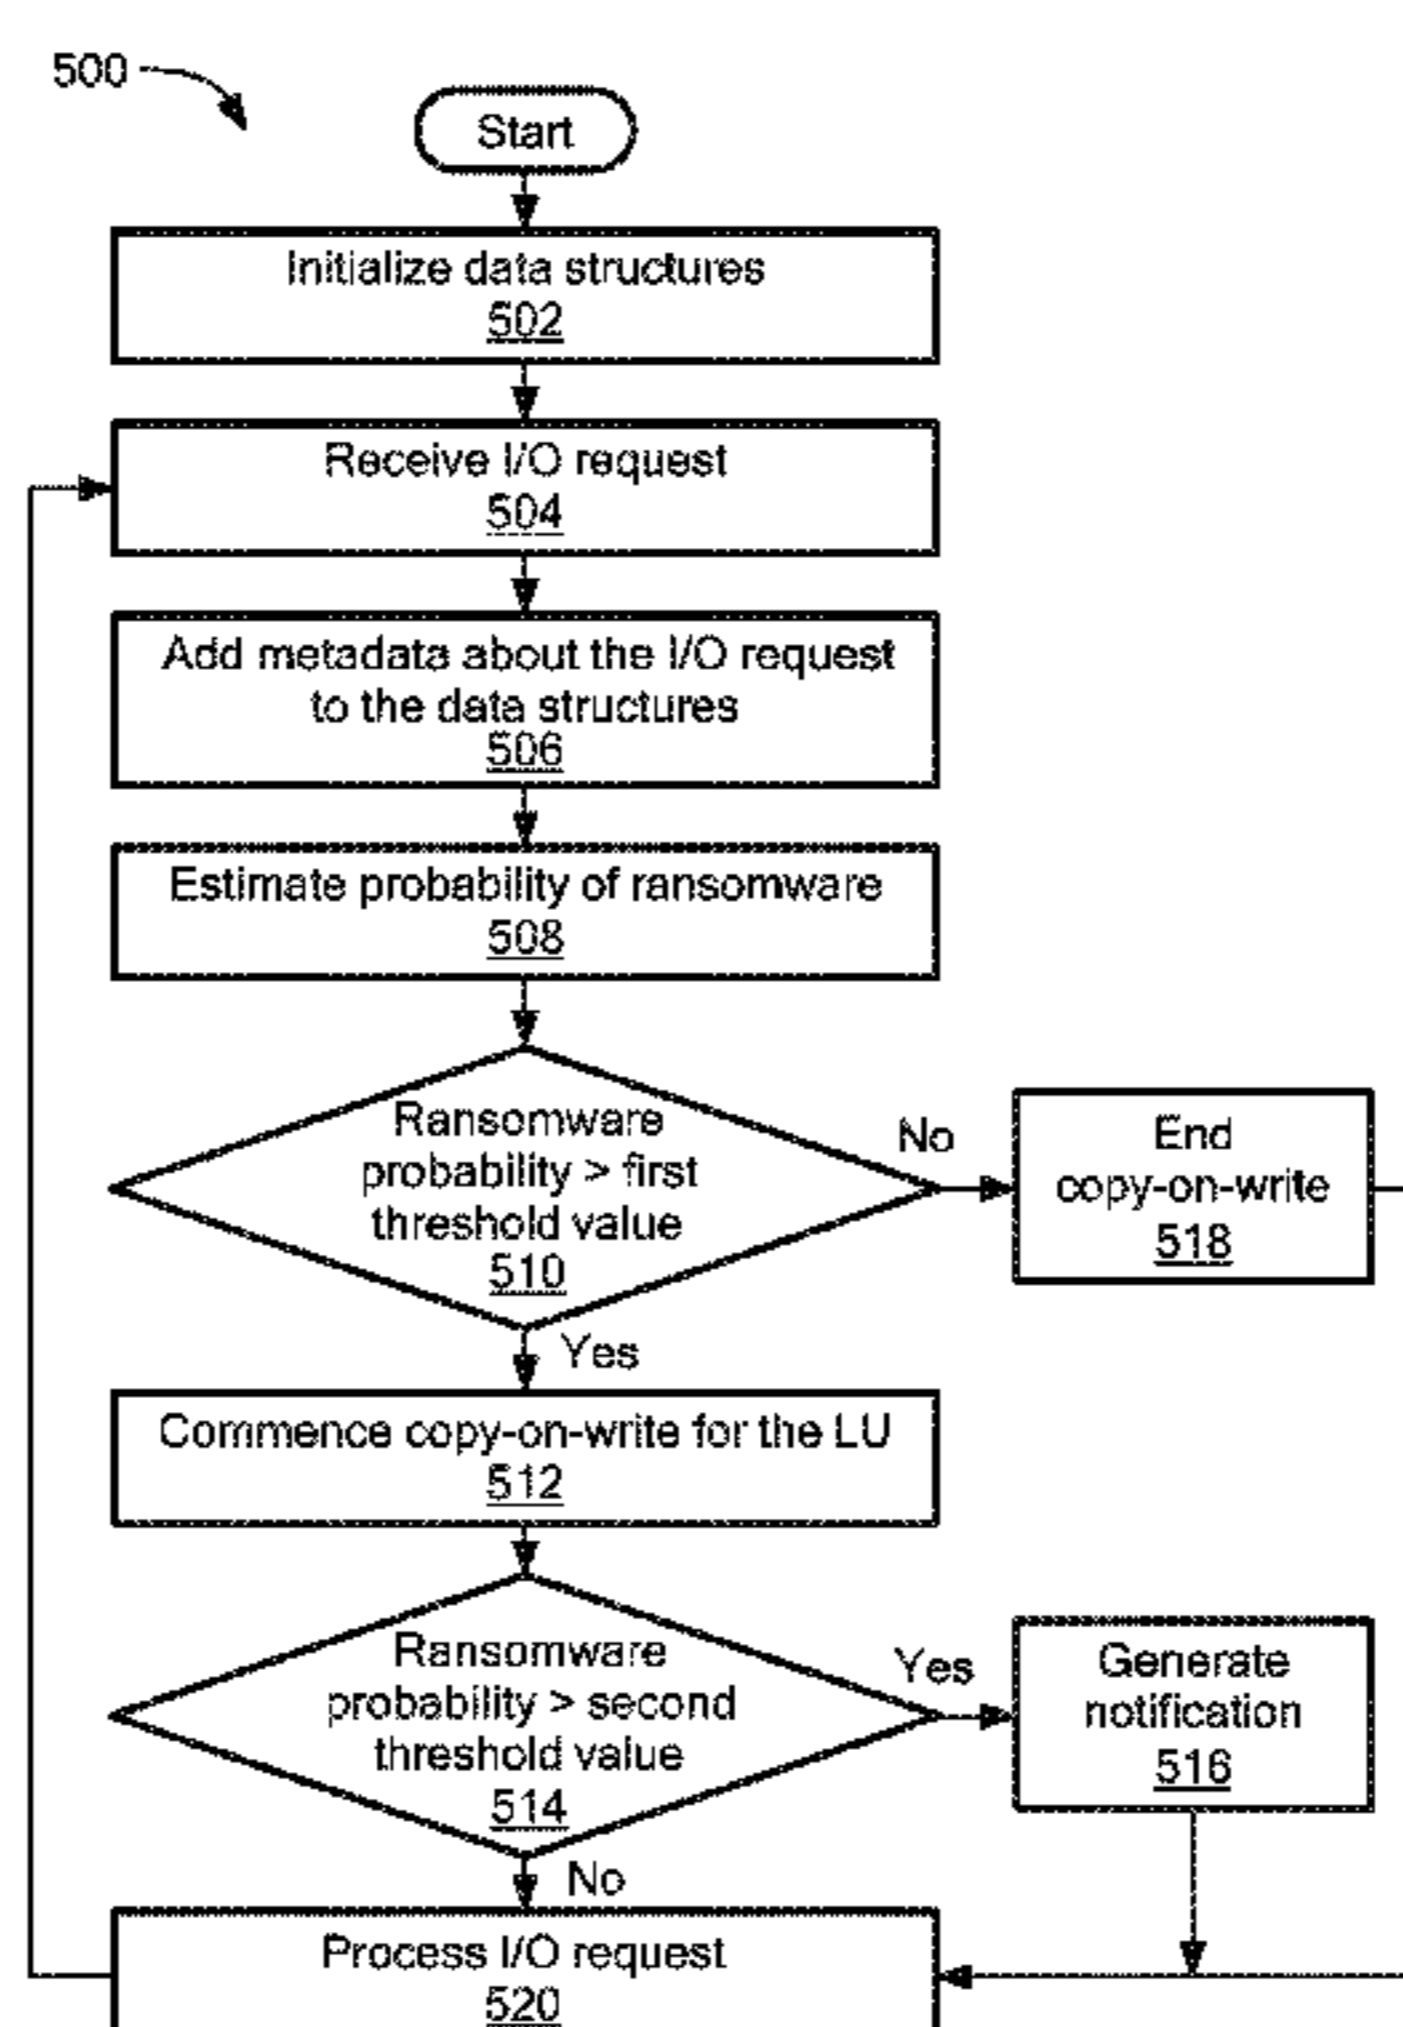 500
Start
Initialize data structures
502
Receive I/O request
504
Add metadata about the I/O request
to the data structures
506
Estimate probability of ransomware
508
Ransomware
probability > first
threshold value
510
No
End
copy-on-write
518
Yes
Commence copy-on-write for the LU
512
Ransomware
probability > second
threshold value
514
Yes
Generate
notification
516
No
Process I/O request
520